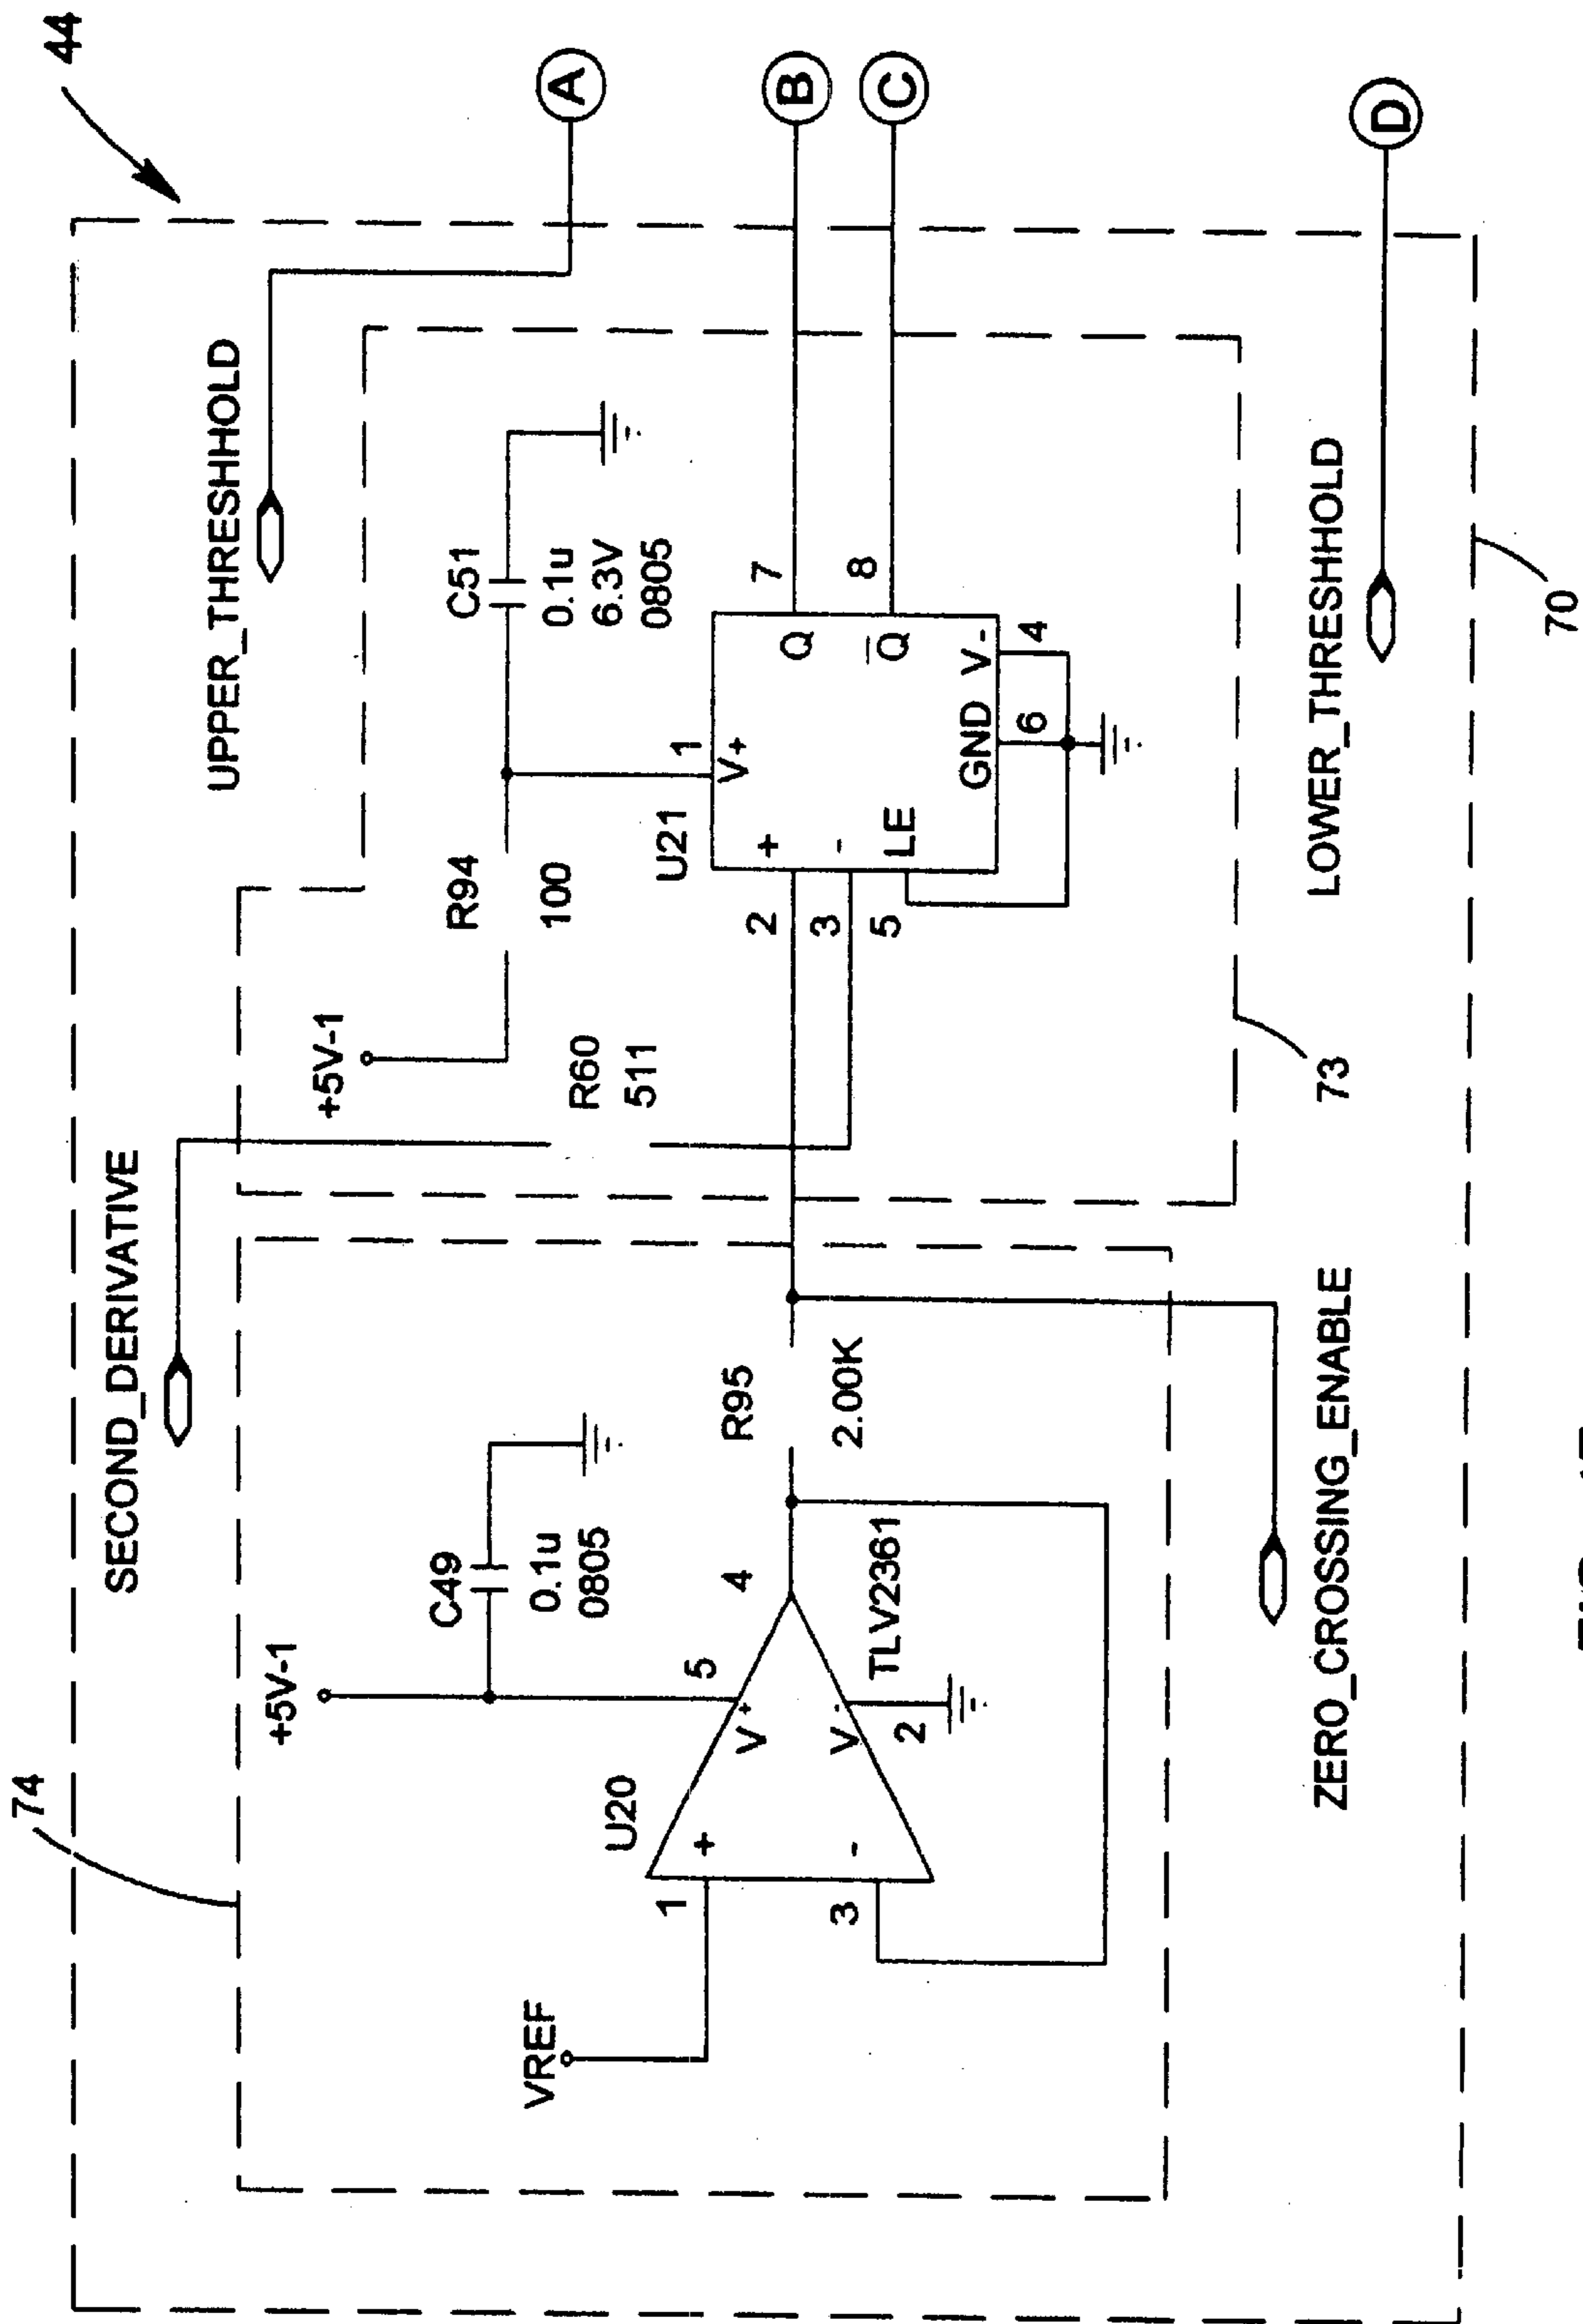 44
74
SECOND_DERIVATIVE
UPPER_THRESHHOLD
A
+5V-1
C49
0.1u
0805
+5V-1
R94
100
C51
0.1u
6.3V
0805
R60
511
VREF
U20
1
+
3
-
V+
5
V-
2
4
TLV2361
R95
2.00K
U21
1
V+
2
+
3
-
5
LE
Q
7
Q
8
GND
6
V-
4
B
C
ZERO_CROSSING_ENABLE
73
LOWER_THRESHHOLD
D
70